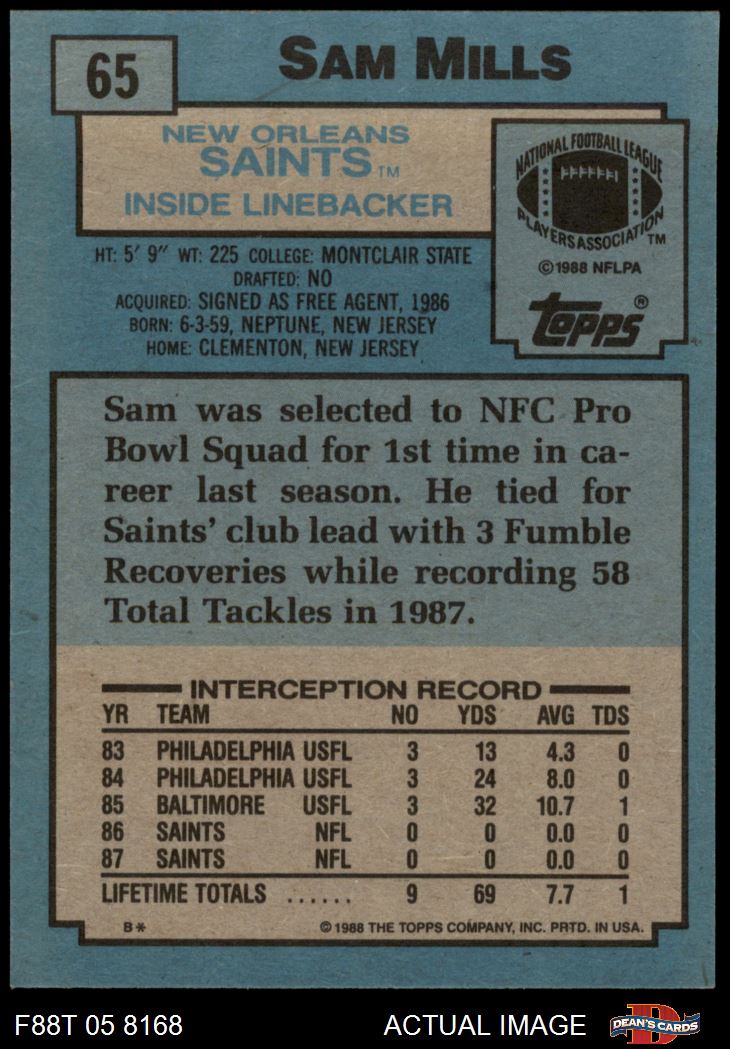 65
SAM MILLS
NEW ORLEANS
SAINTS TM
INSIDE LINEBACKER
NATIONAL FOOTBALL LEAGUE
PLAYERS ASSOCIATION TM
©1988 NFLPA
Topps®
HT: 5' 9" WT: 225 COLLEGE: MONTCLAIR STATE
DRAFTED: NO
ACQUIRED: SIGNED AS FREE AGENT, 1986
BORN: 6-3-59, NEPTUNE, NEW JERSEY
HOME: CLEMENTON, NEW JERSEY
Sam was selected to NFC Pro
Bowl Squad for 1st time in ca-
reer last season. He tied for
Saints' club lead with 3 Fumble
Recoveries while recording 58
Total Tackles in 1987.
INTERCEPTION RECORD
YR TEAM NO YDS AVG TDS
83 PHILADELPHIA USFL 3 13 4.3 0
84 PHILADELPHIA USFL 3 24 8.0 0
85 BALTIMORE USFL 3 32 10.7 1
86 SAINTS NFL 0 0 0.0 0
87 SAINTS NFL 0 0 0.0 0
LIFETIME TOTALS ...... 9 69 7.7 1
B* ©1988 THE TOPPS COMPANY, INC. PRTD. IN USA.
F88T 05 8168 ACTUAL IMAGE DEAN'S CARDS